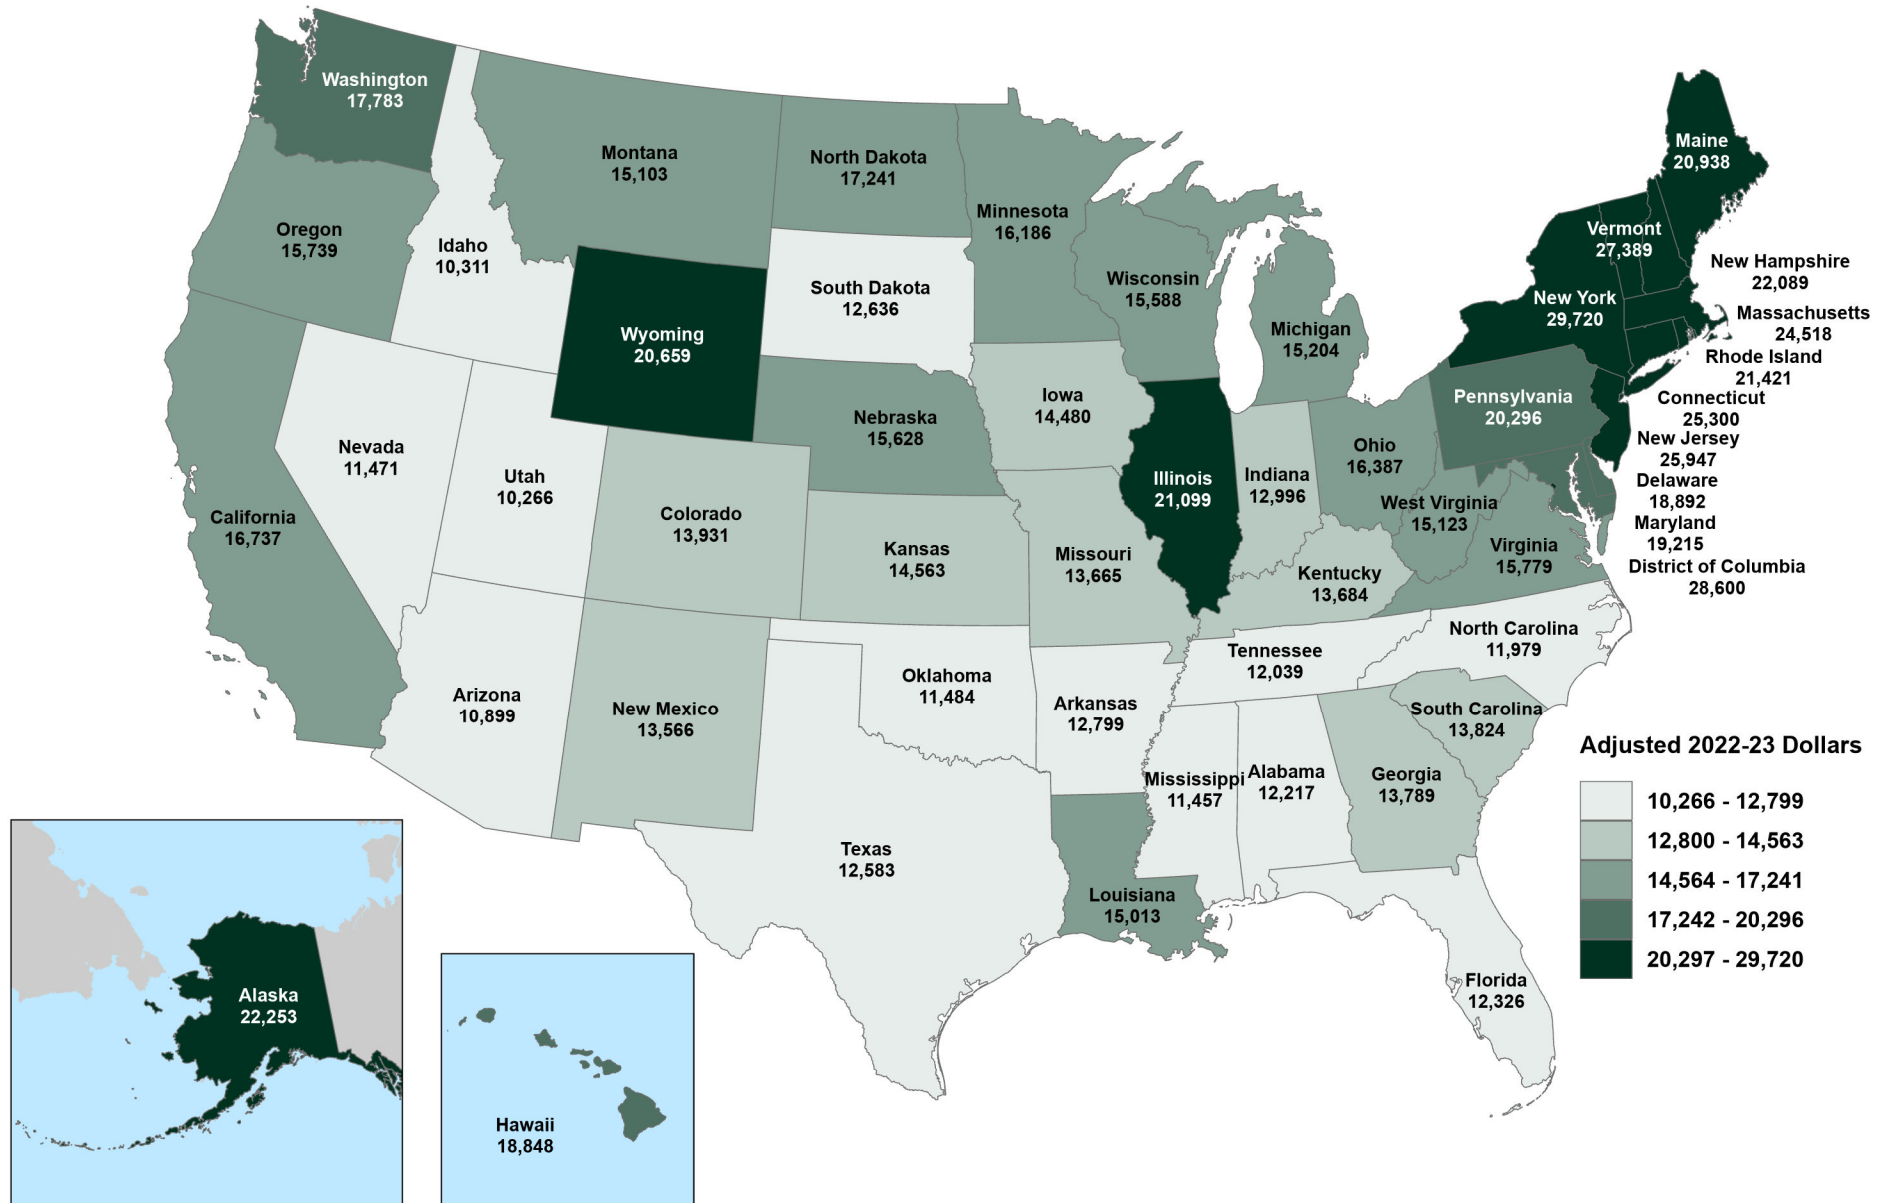 Washington
17,783
Montana
15,103
North Dakota
17,241
Minnesota
16,186
Maine
20,938
Oregon
15,739
Idaho
10,311
South Dakota
12,636
Wisconsin
15,588
Vermont
27,389
New Hampshire
22,089
Wyoming
20,659
Michigan
15,204
New York
29,720
Massachusetts
24,518
Rhode Island
21,421
Nebraska
15,628
Iowa
14,480
Pennsylvania
20,296
Connecticut
25,300
Nevada
11,471
Utah
10,266
Illinois
21,099
Indiana
12,996
Ohio
16,387
New Jersey
25,947
Delaware
18,892
California
16,737
Colorado
13,931
Kansas
14,563
Missouri
13,665
Kentucky
13,684
West Virginia
15,123
Virginia
15,779
Maryland
19,215
District of Columbia
28,600
Arizona
10,899
New Mexico
13,566
Oklahoma
11,484
Arkansas
12,799
Tennessee
12,039
North Carolina
11,979
South Carolina
13,824
Texas
12,583
Louisiana
15,013
Mississippi
11,457
Alabama
12,217
Georgia
13,789
Florida
12,326
Alaska
22,253
Hawaii
18,848
Adjusted 2022-23 Dollars
10,266 - 12,799
12,800 - 14,563
14,564 - 17,241
17,242 - 20,296
20,297 - 29,720